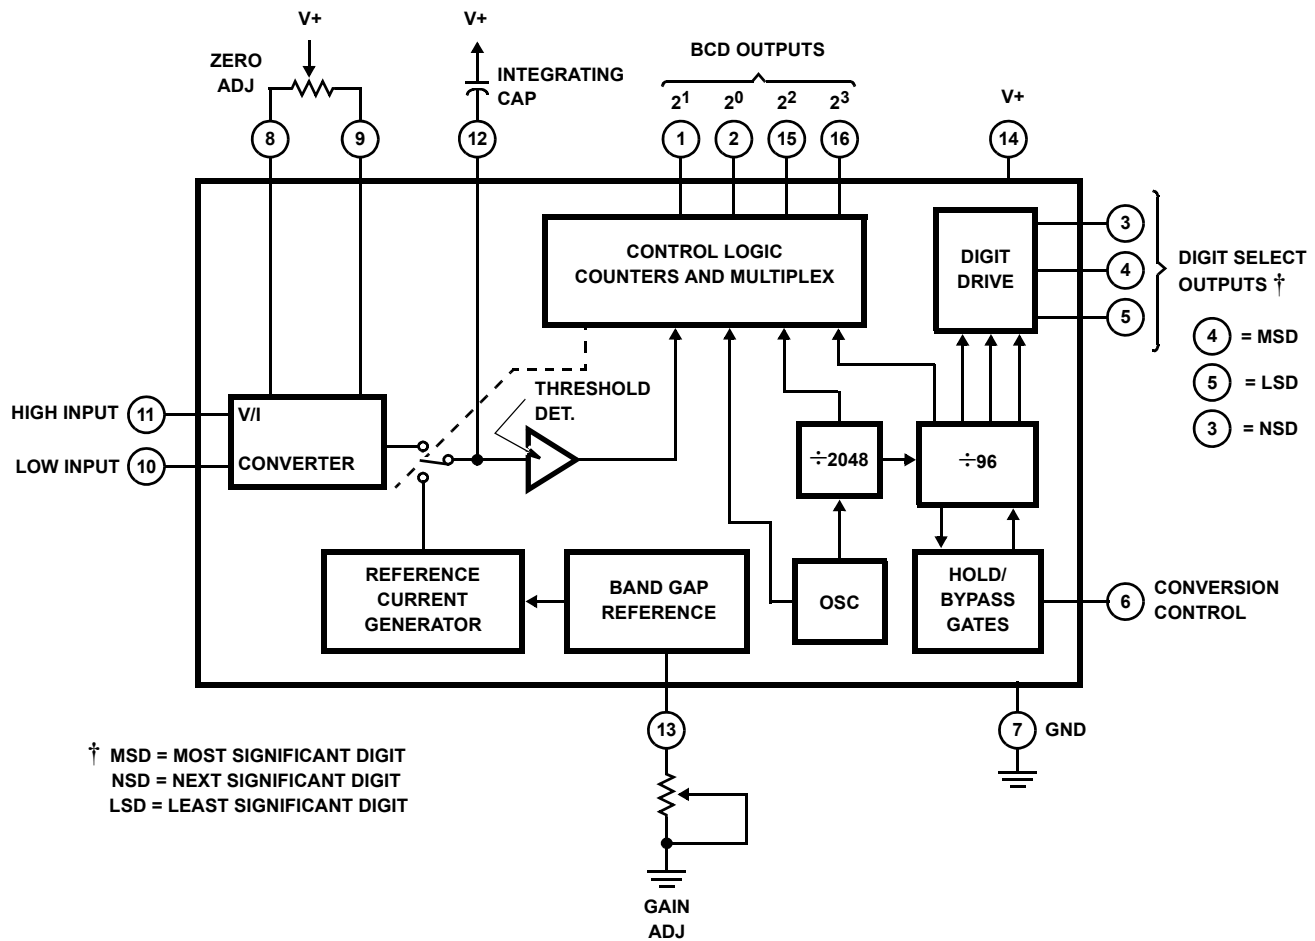 V+
V+
BCD OUTPUTS
ZERO
ADJ
INTEGRATING
CAP
2¹
2⁰
2²
2³
V+
8
9
12
1
2
15
16
14
CONTROL LOGIC
COUNTERS AND MULTIPLEX
DIGIT
DRIVE
3
4
5
DIGIT SELECT
OUTPUTS †
4 = MSD
5 = LSD
3 = NSD
THRESHOLD
DET.
HIGH INPUT 11
LOW INPUT 10
V/I
CONVERTER
÷2048
÷96
REFERENCE
CURRENT
GENERATOR
BAND GAP
REFERENCE
OSC
HOLD/
BYPASS
GATES
6
CONVERSION
CONTROL
13
7 GND
† MSD = MOST SIGNIFICANT DIGIT
NSD = NEXT SIGNIFICANT DIGIT
LSD = LEAST SIGNIFICANT DIGIT
GAIN
ADJ